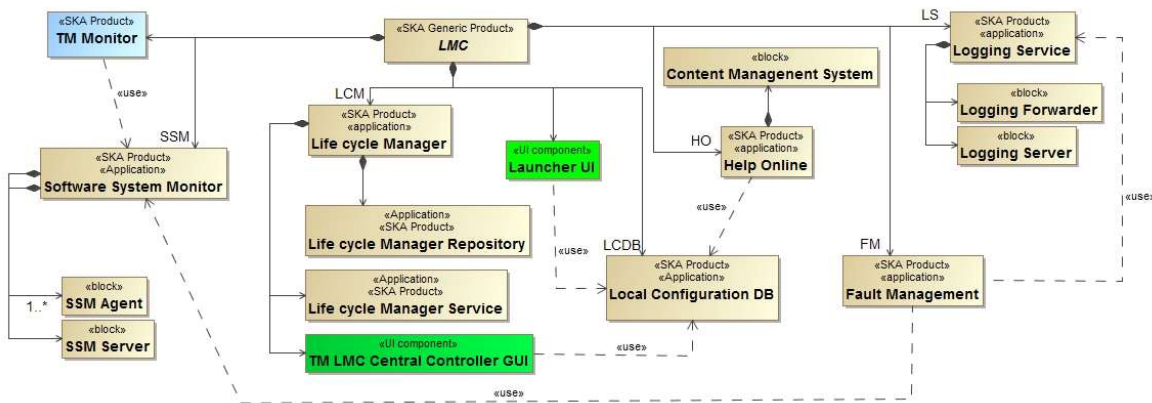 «SKA Product»
TM Monitor
«SKA Generic Product»
LMC
LS
«SKA Product»
«application»
Logging Service
«block»
Content Managenent System
«use»
LCM
«SKA Product»
«application»
Life cycle Manager
«block»
Logging Forwarder
SSM
HO
«SKA Product»
«application»
Help Online
«block»
Logging Server
«SKA Product»
«Application»
Software System Monitor
«UI component»
Launcher UI
«use»
«use»
«Application»
«SKA Product»
Life cycle Manager Repository
«use»
LCDB
FM
«SKA Product»
«Application»
Local Configuration DB
«SKA Product»
«application»
Fault Management
«block»
SSM Agent
1..*
«Application»
«SKA Product»
Life cycle Manager Service
«block»
SSM Server
«UI component»
TM LMC Central Controller GUI
«use»
«use»